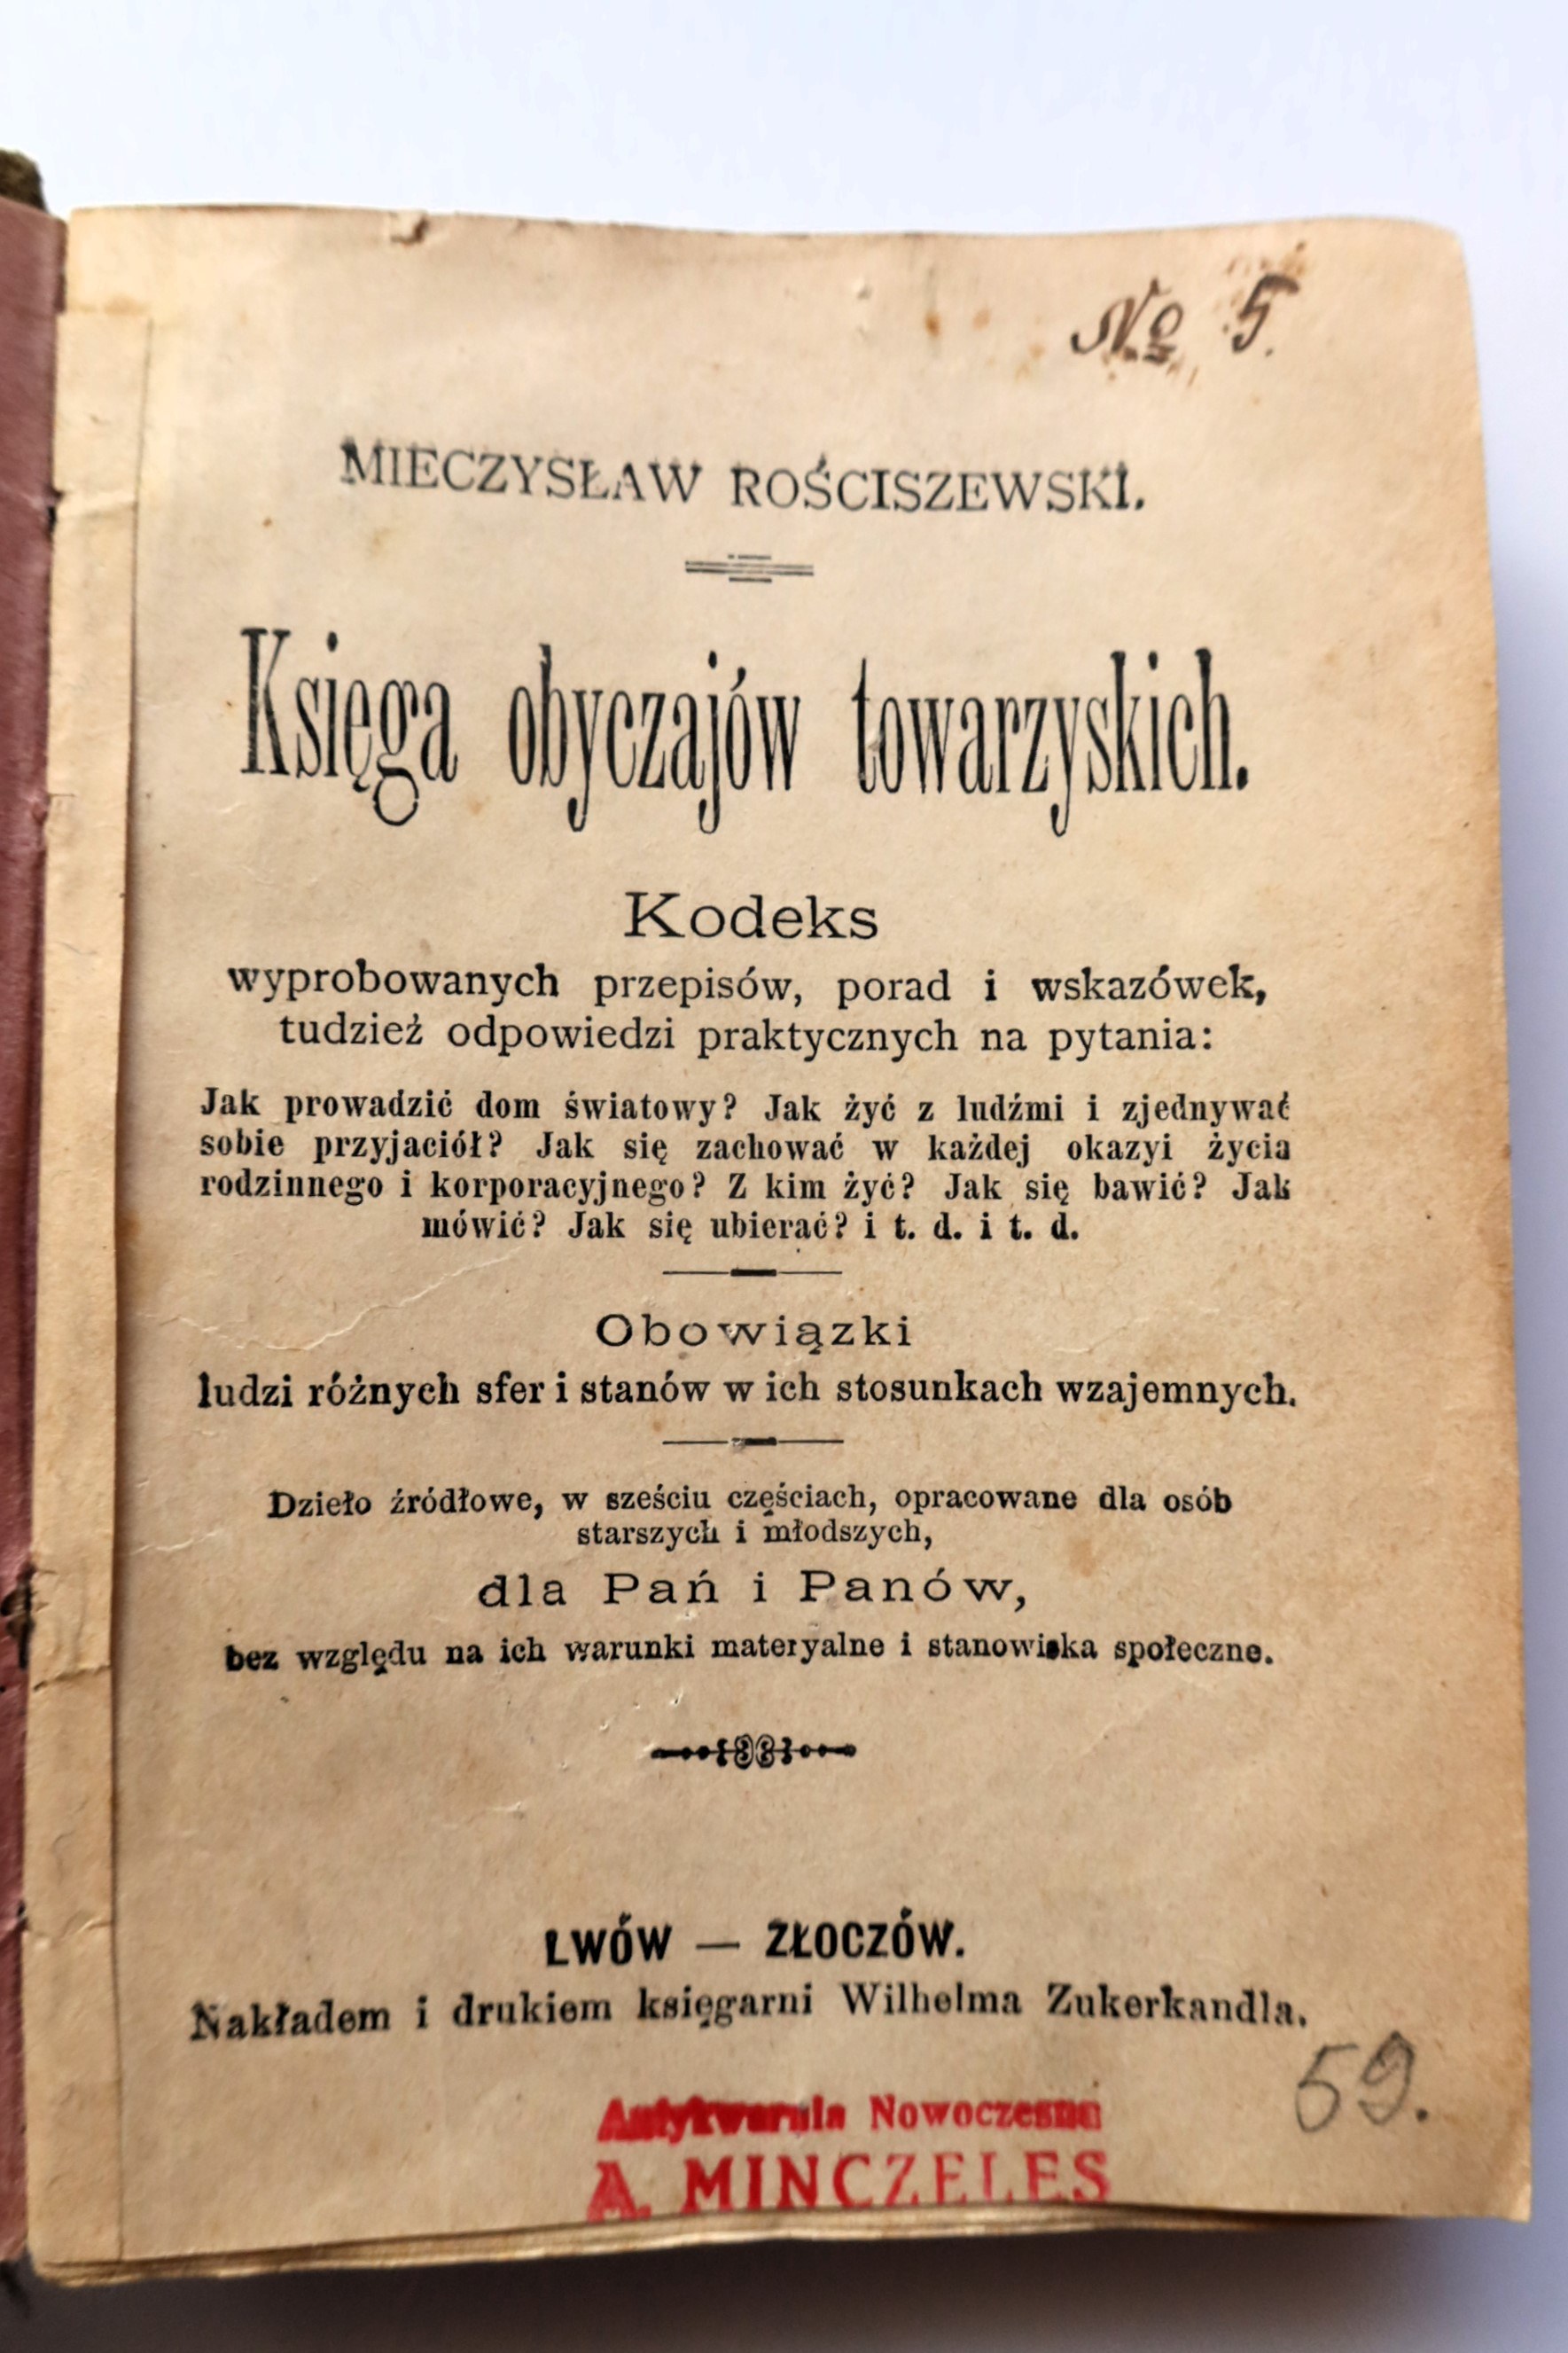 № 5.
MIECZYSŁAW ROŚCISZEWSKI.
Księga obyczajów towarzyskich.
Kodeks
wyprobowanych przepisów, porad i wskazówek,
tudzież odpowiedzi praktycznych na pytania:
Jak prowadzić dom światowy? Jak żyć z ludźmi i zjednywać
sobie przyjaciół? Jak się zachować w każdej okazyi życia
rodzinnego i korporacyjnego? Z kim żyć? Jak się bawić? Jak
mówić? Jak się ubierać? i t. d. i t. d.
Obowiązki
ludzi różnych sfer i stanów w ich stosunkach wzajemnych.
Dzieło źródłowe, w sześciu częściach, opracowane dla osób
starszych i młodszych,
dla Pań i Panów,
bez względu na ich warunki materyalne i stanowiska społeczne.
LWÓW — ZŁOCZÓW.
Nakładem i drukiem księgarni Wilhelma Zukerkandla.
59.
Antykwarnia Nowoczesna
A. MINCZELES